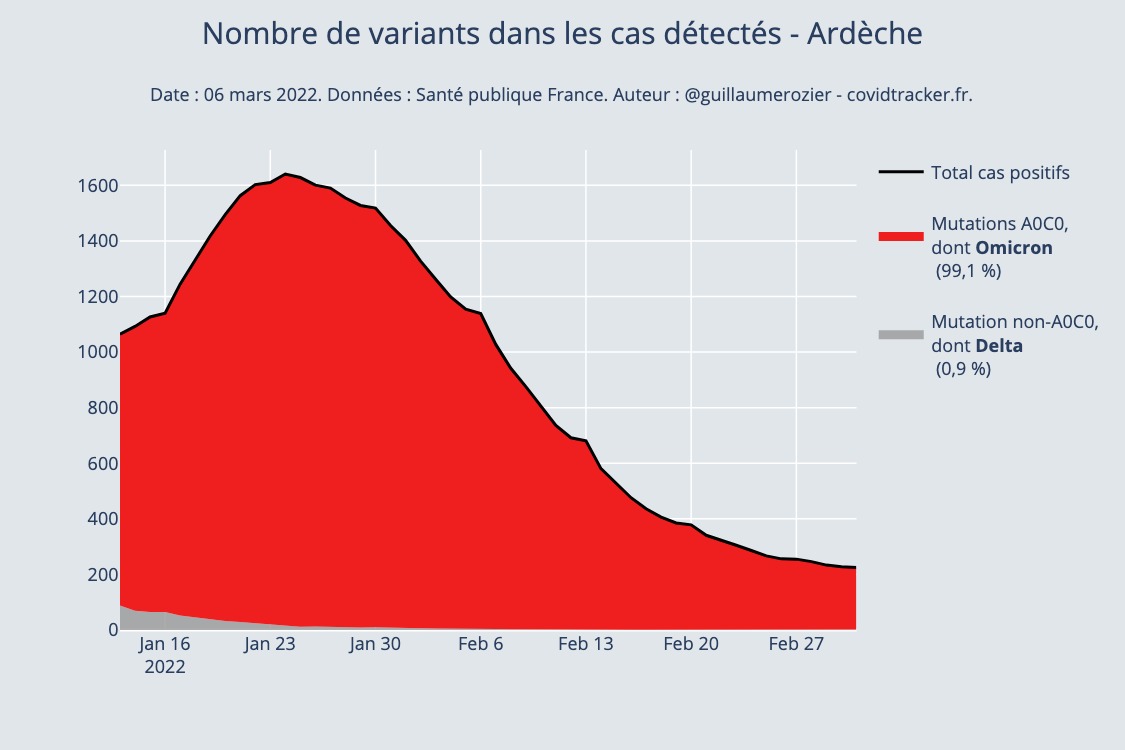 Nombre de variants dans les cas détectés - Ardèche
Date : 06 mars 2022. Données : Santé publique France. Auteur : @guillaumerozier - covidtracker.fr.
Total cas positifs
Mutations A0C0,
dont Omicron
(99,1 %)
Mutation non-A0C0,
dont Delta
(0,9 %)
1600
1400
1200
1000
800
600
400
200
0
Jan 16 Jan 23 Jan 30 Feb 6 Feb 13 Feb 20 Feb 27
2022